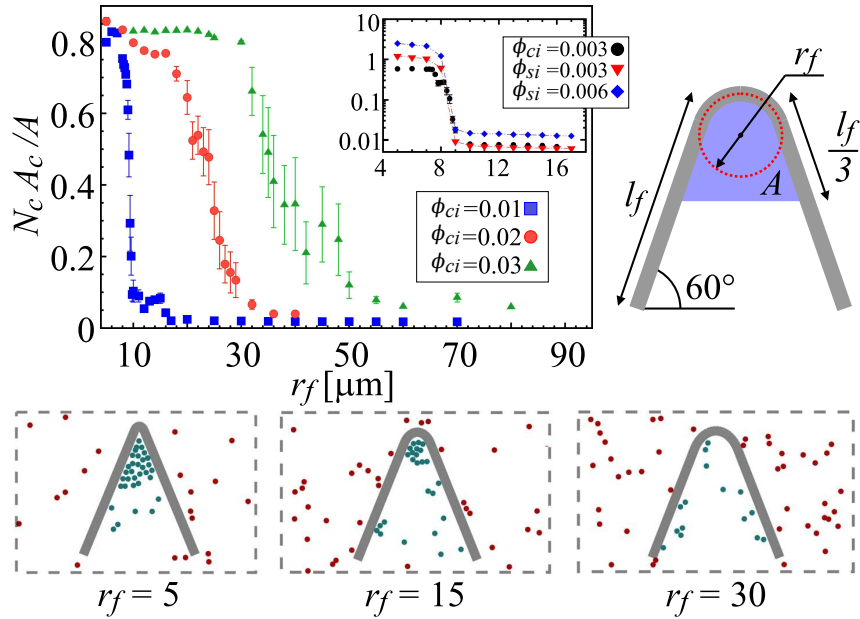 N_c A_c /A
0.8
0.6
0.4
0.2
0
10
30
50
70
90
r_f [μm]
10
1
0.1
0.01
4
8
12
16
ϕ_ci=0.003
ϕ_si=0.003
ϕ_si=0.006
ϕ_ci=0.01
ϕ_ci=0.02
ϕ_ci=0.03
r_f
l_f
l_f
3
A
60°
r_f = 5
r_f = 15
r_f = 30